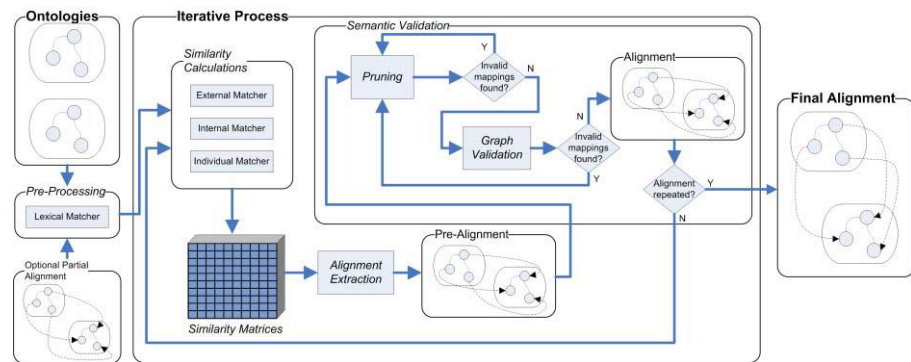 Ontologies
Iterative Process
Semantic Validation
Similarity
Calculations
External Matcher
Internal Matcher
Individual Matcher
Pre-Processing
Lexical Matcher
Optional Partial
Alignment
Similarity Matrices
Alignment
Extraction
Pre-Alignment
Pruning
Y
Invalid
mappings
found?
N
Graph
Validation
N
Invalid
mappings
found?
Y
Alignment
Alignment
repeated?
Y
N
Final Alignment